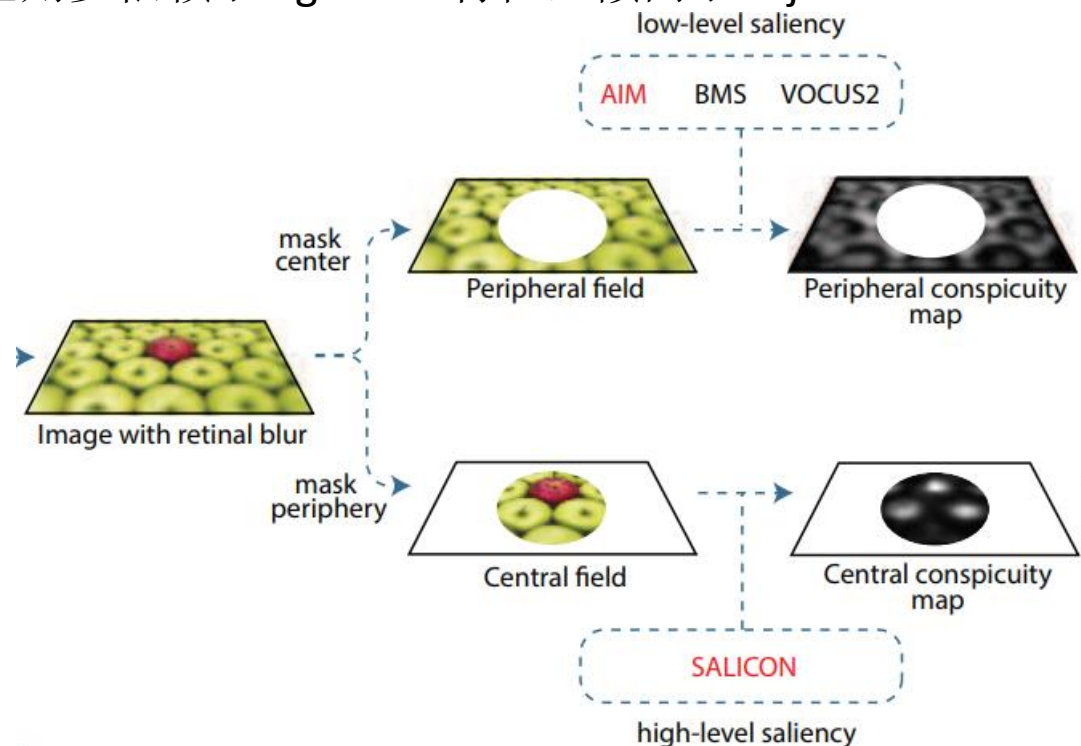 low-level saliency
AIM BMS VOCUS2
mask
center
Peripheral field
Peripheral conspicuity
map
Image with retinal blur
mask
periphery
Central field
Central conspicuity
map
SALICON
high-level saliency